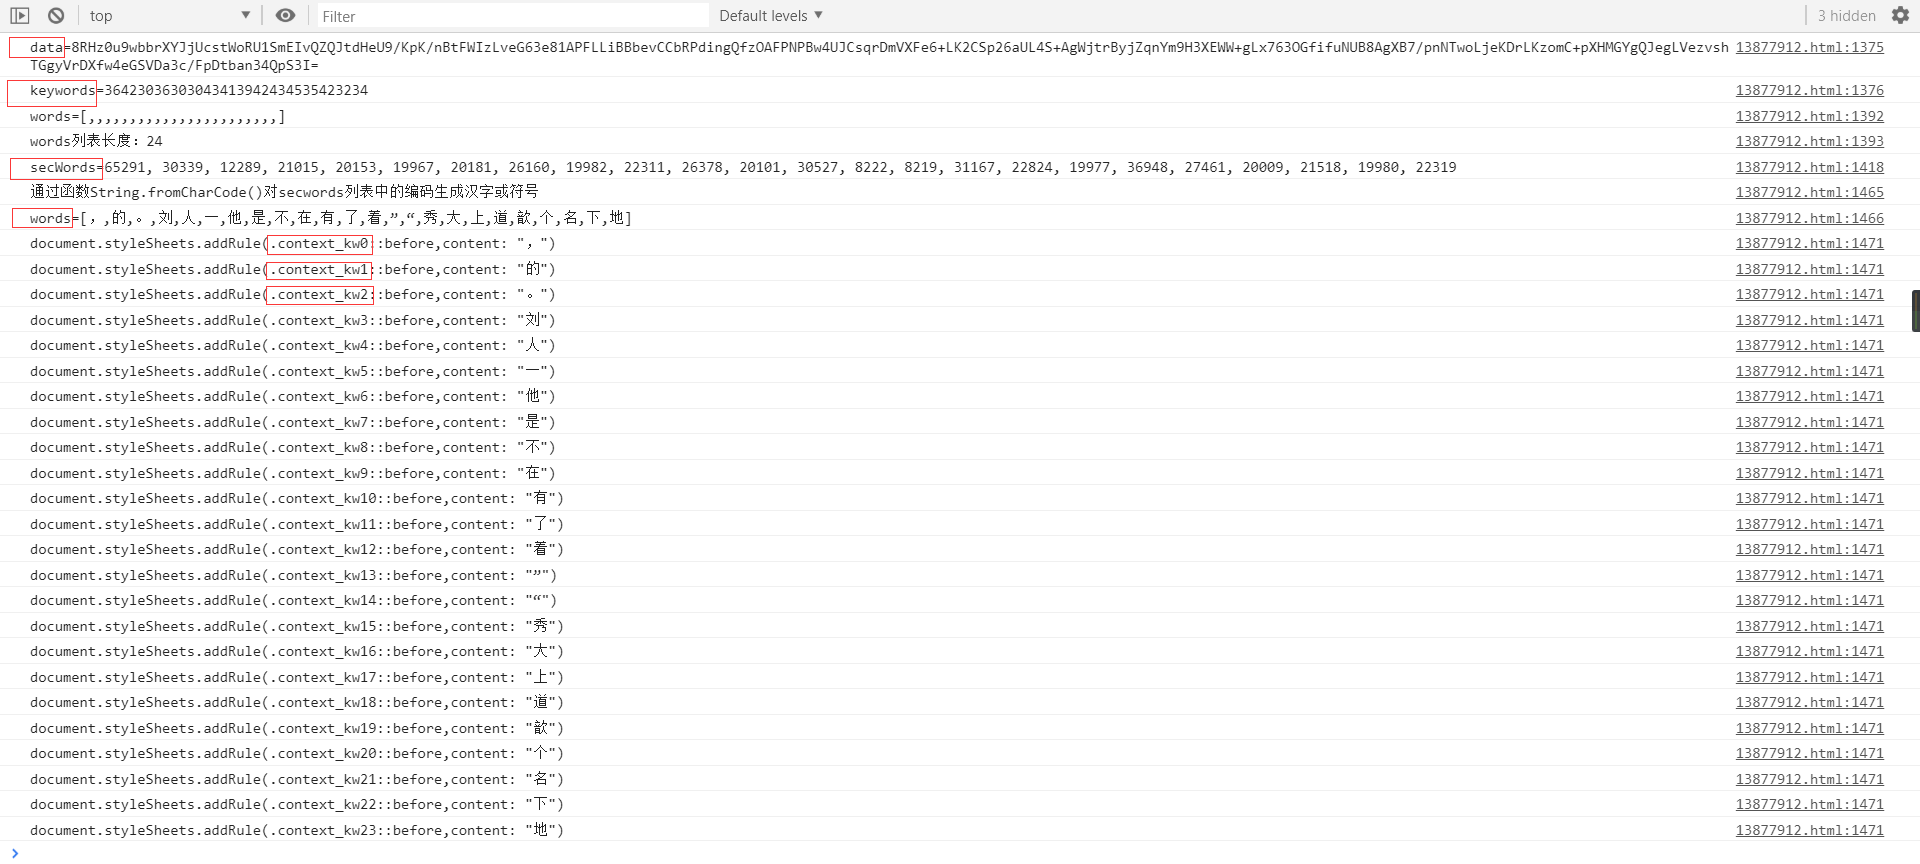 top
Filter
Default levels ▼
3 hidden
data=8RHz0u9wbbrXYJjUcstWoRU1SmEIvQZQJtdHeU9/KpK/nBtFWIzLveG63e81APFLLiBBbevCCbRPdingQfzOAFPNPBw4UJCsqrDmVXFe6+LK2CSp26aUL4S+AgWjtrByjZqnYm9H3XEWW+gLx763OGfifuNUB8AgXB7/pnNTwoLjeKDrLKzomC+pXHMGYgQJegLVezvsh 13877912.html:1375
TGgyVrDXfw4eGSVDa3c/FpDtban34QpS3I=
keywords=36423036303043413942434535423234 13877912.html:1376
words=[,,,,,,,,,,,,,,,,,,,,,,,] 13877912.html:1392
words列表长度：24 13877912.html:1393
secWords=65291, 30339, 12289, 21015, 20153, 19967, 20181, 26160, 19982, 22311, 26378, 20101, 30527, 8222, 8219, 31167, 22824, 19977, 36948, 27461, 20009, 21518, 19980, 22319 13877912.html:1418
通过函数String.fromCharCode()对secwords列表中的编码生成汉字或符号 13877912.html:1465
words=[，,的,。,刘,人,一,他,是,不,在,有,了,着,”,“,秀,大,上,道,歆,个,名,下,地] 13877912.html:1466
document.styleSheets.addRule(.context_kw0::before,content: "，") 13877912.html:1471
document.styleSheets.addRule(.context_kw1::before,content: "的") 13877912.html:1471
document.styleSheets.addRule(.context_kw2::before,content: "。") 13877912.html:1471
document.styleSheets.addRule(.context_kw3::before,content: "刘") 13877912.html:1471
document.styleSheets.addRule(.context_kw4::before,content: "人") 13877912.html:1471
document.styleSheets.addRule(.context_kw5::before,content: "一") 13877912.html:1471
document.styleSheets.addRule(.context_kw6::before,content: "他") 13877912.html:1471
document.styleSheets.addRule(.context_kw7::before,content: "是") 13877912.html:1471
document.styleSheets.addRule(.context_kw8::before,content: "不") 13877912.html:1471
document.styleSheets.addRule(.context_kw9::before,content: "在") 13877912.html:1471
document.styleSheets.addRule(.context_kw10::before,content: "有") 13877912.html:1471
document.styleSheets.addRule(.context_kw11::before,content: "了") 13877912.html:1471
document.styleSheets.addRule(.context_kw12::before,content: "着") 13877912.html:1471
document.styleSheets.addRule(.context_kw13::before,content: "”") 13877912.html:1471
document.styleSheets.addRule(.context_kw14::before,content: "“") 13877912.html:1471
document.styleSheets.addRule(.context_kw15::before,content: "秀") 13877912.html:1471
document.styleSheets.addRule(.context_kw16::before,content: "大") 13877912.html:1471
document.styleSheets.addRule(.context_kw17::before,content: "上") 13877912.html:1471
document.styleSheets.addRule(.context_kw18::before,content: "道") 13877912.html:1471
document.styleSheets.addRule(.context_kw19::before,content: "歆") 13877912.html:1471
document.styleSheets.addRule(.context_kw20::before,content: "个") 13877912.html:1471
document.styleSheets.addRule(.context_kw21::before,content: "名") 13877912.html:1471
document.styleSheets.addRule(.context_kw22::before,content: "下") 13877912.html:1471
document.styleSheets.addRule(.context_kw23::before,content: "地") 13877912.html:1471